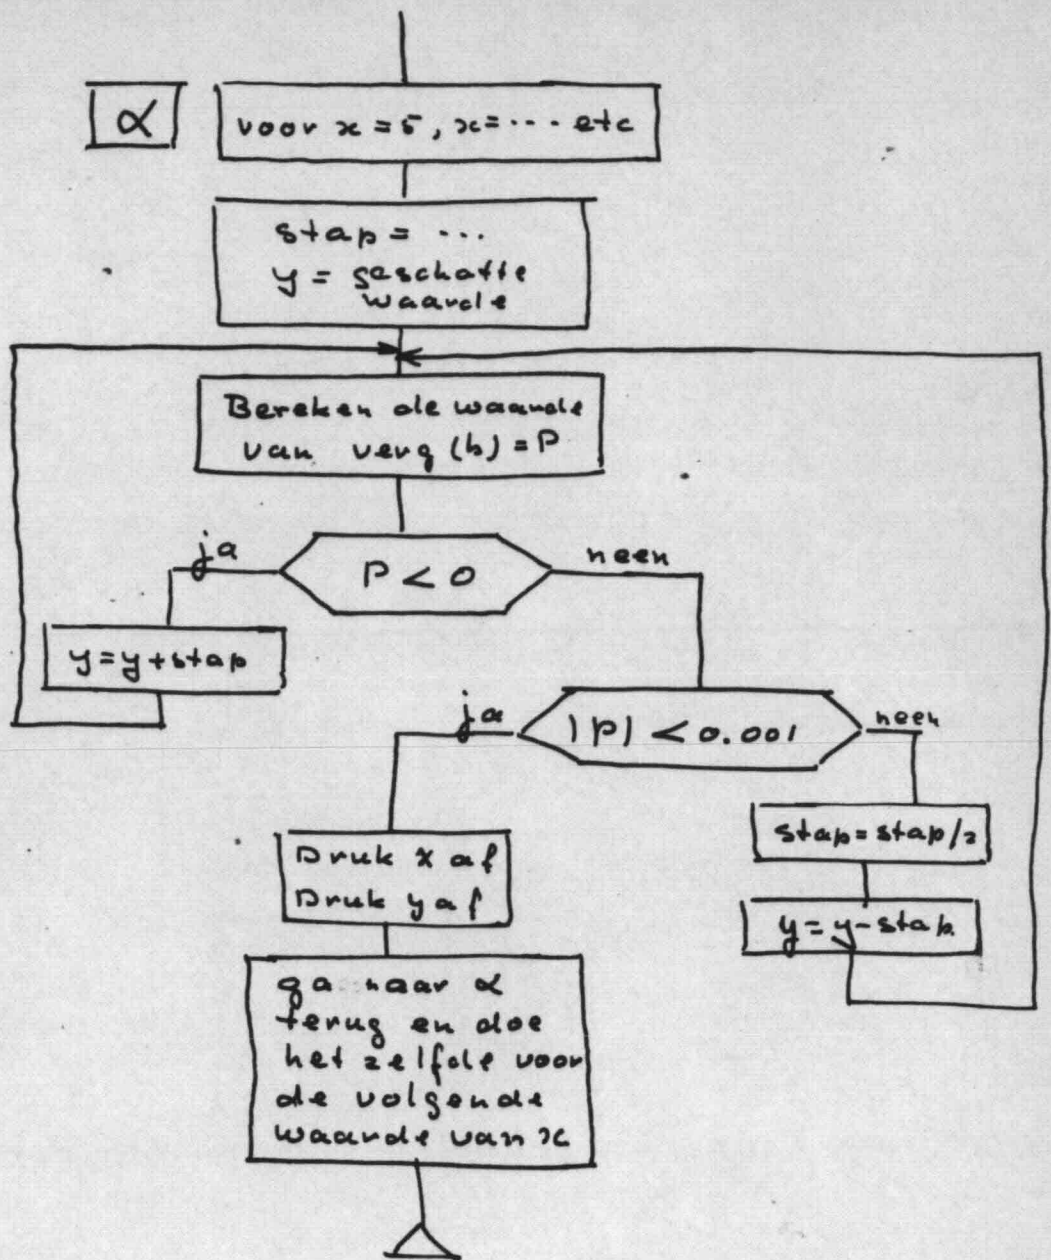 α
voor x = 5, x = ··· etc
stap = ···
y = geschatte
waarde
Bereken de waarde
van verg (b) = P
ja
P < 0
neen
y = y + stap
ja
|P| < 0.001
neen
Druk x af
Druk y af
stap = stap/2
y = y - stap
ga naar α
terug en doe
het zelfde voor
de volgende
waarde van x